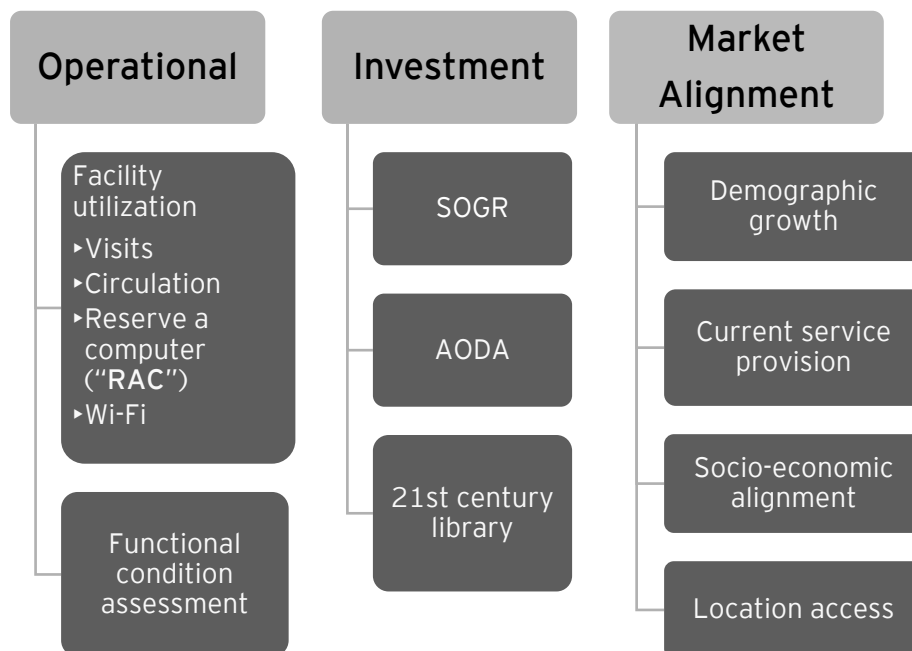 Operational
Facility
utilization
▸Visits
▸Circulation
▸Reserve a
computer
(“RAC”)
▸Wi-Fi
Functional
condition
assessment
Investment
SOGR
AODA
21st century
library
Market
Alignment
Demographic
growth
Current service
provision
Socio-economic
alignment
Location access